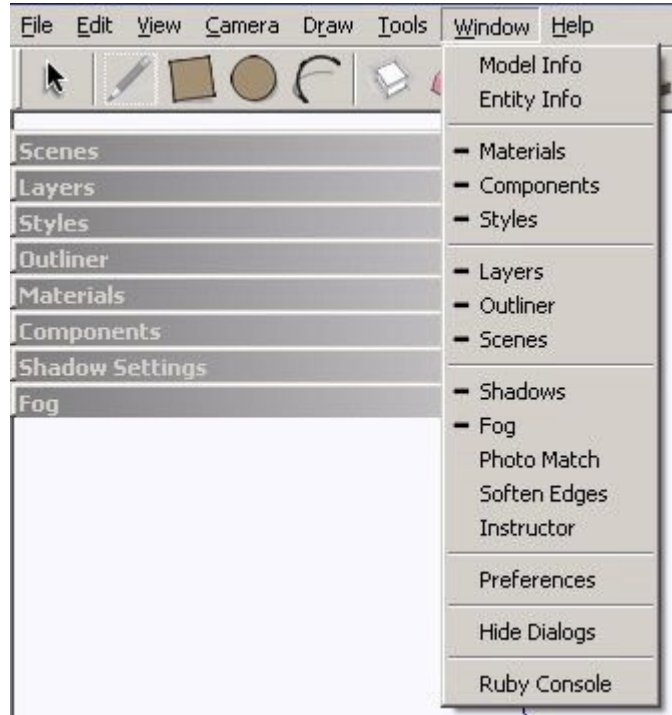 File Edit View Camera Draw Tools Window Help
Scenes
Layers
Styles
Outliner
Materials
Components
Shadow Settings
Fog
Model Info
Entity Info
Materials
Components
Styles
Layers
Outliner
Scenes
Shadows
Fog
Photo Match
Soften Edges
Instructor
Preferences
Hide Dialogs
Ruby Console